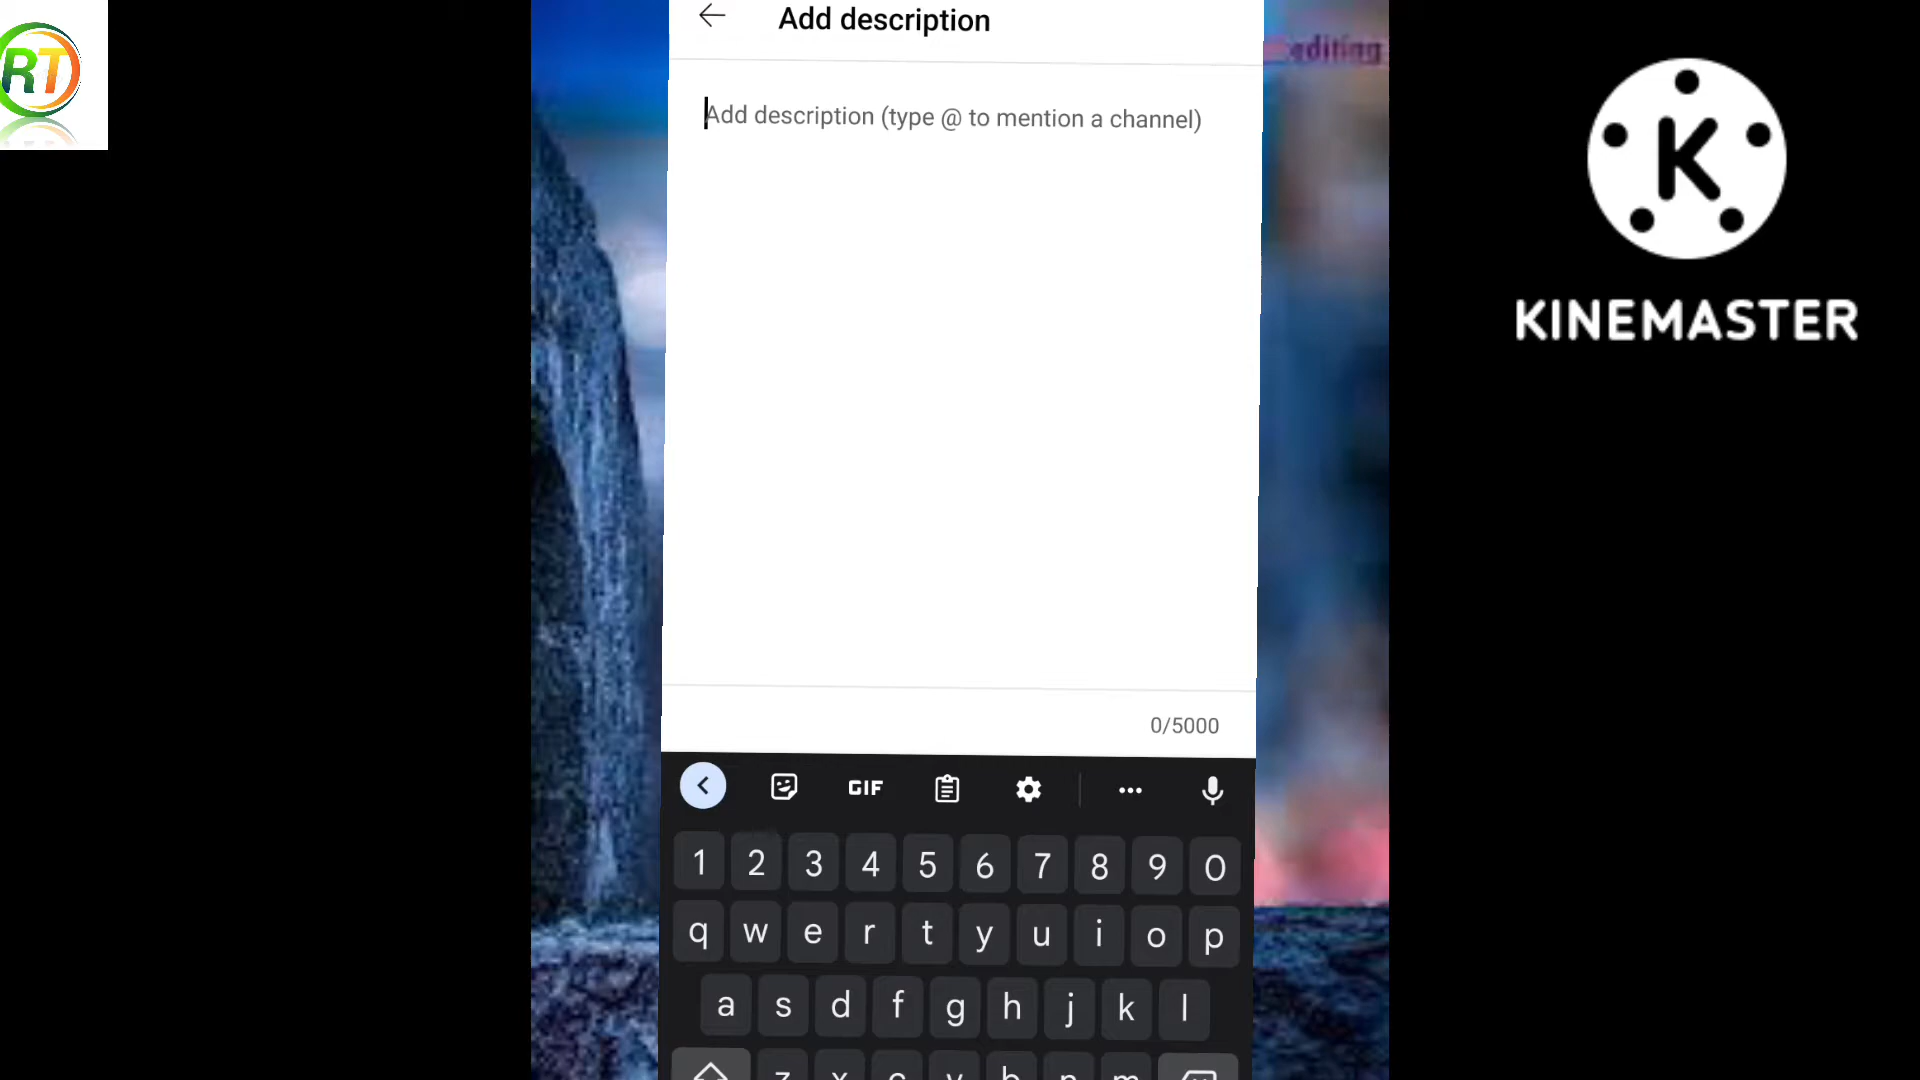 RT
Add description
editing
K
KINEMASTER
Add description (type @ to mention a channel)
0/5000
GIF
1 2 3 4 5 6 7 8 9 0
q w e r t y u i o p
a s d f g h j k l
z x c v b n m